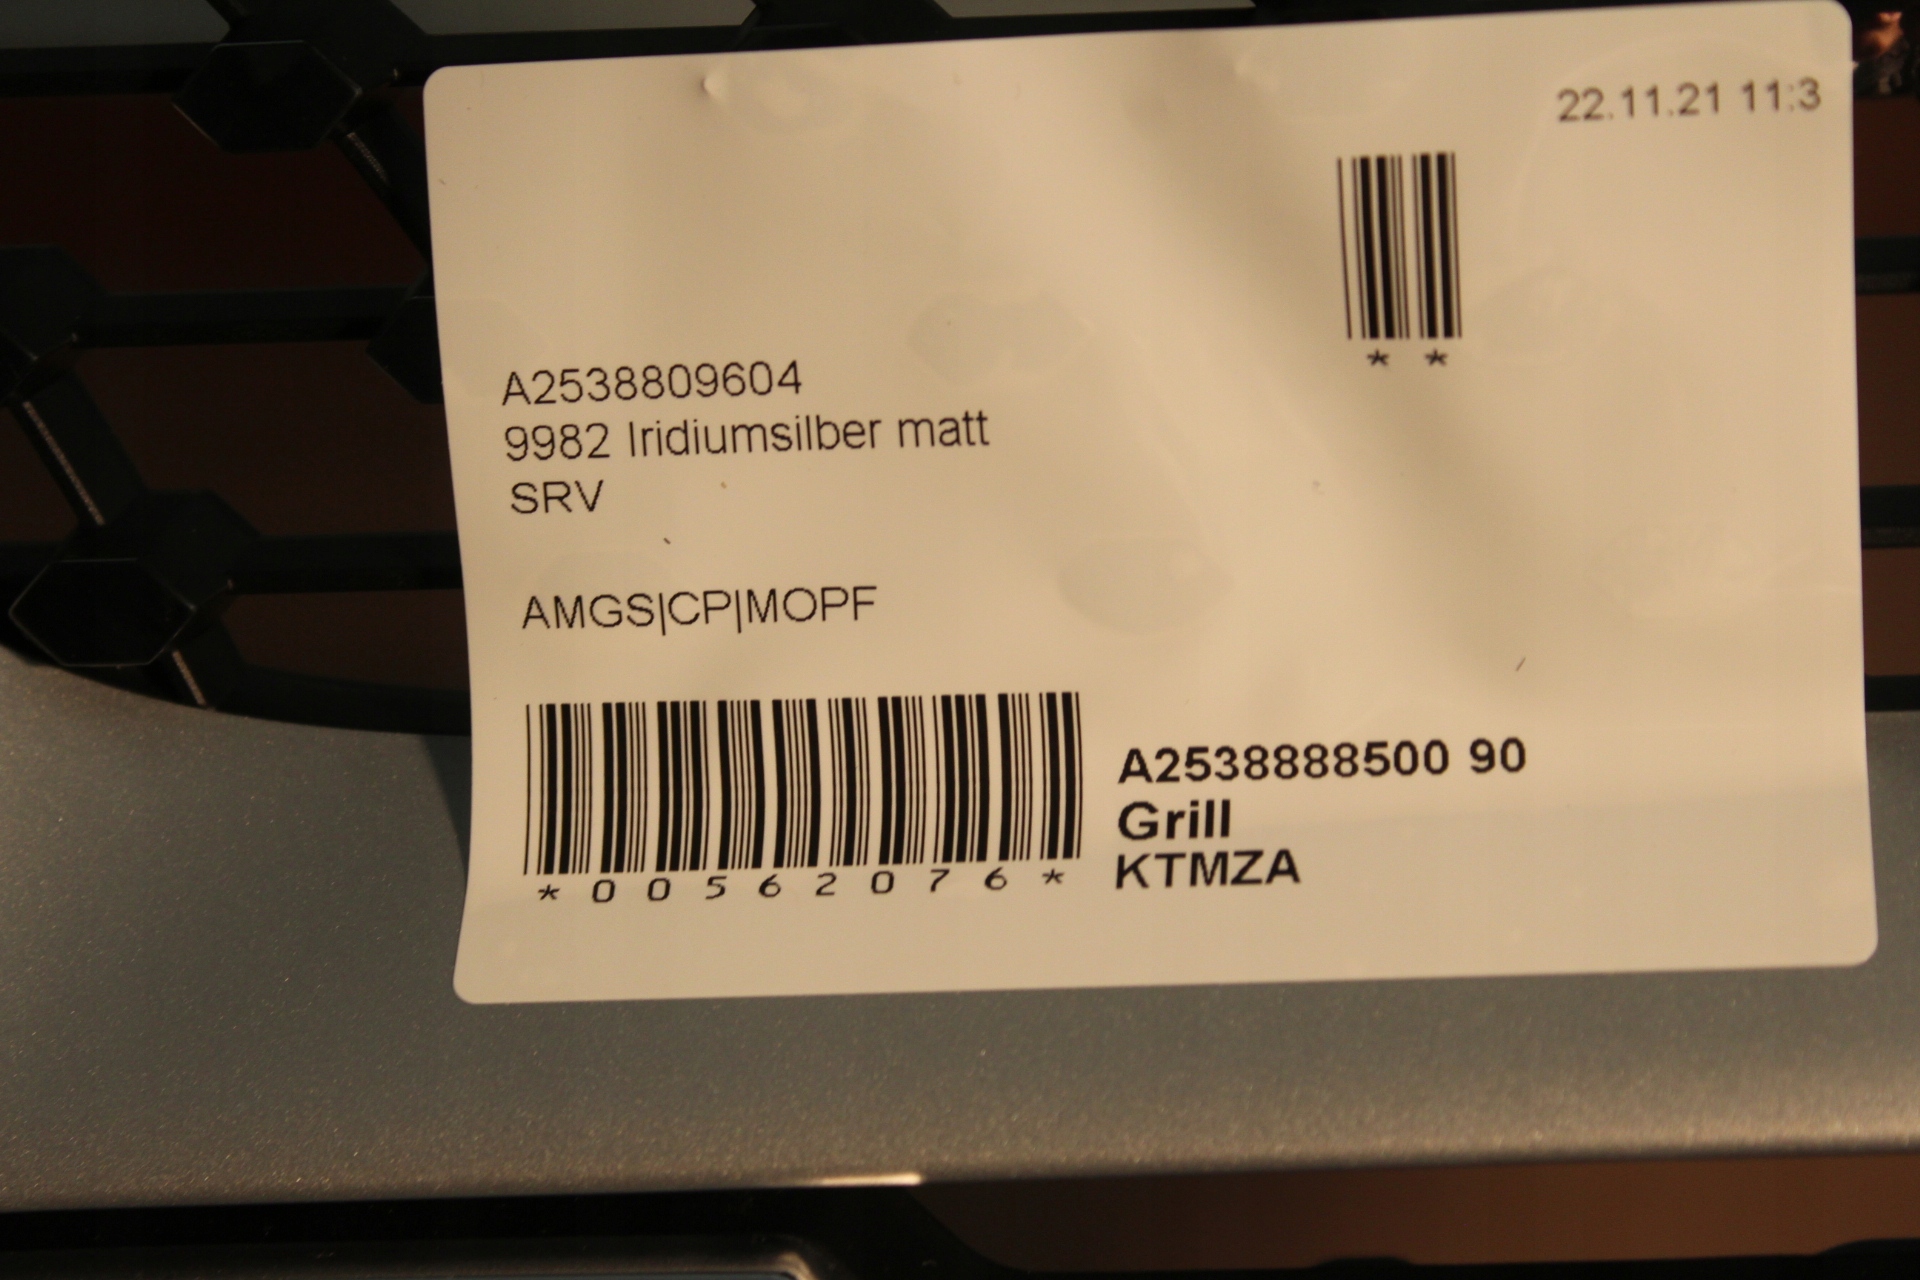 22.11.21 11:3
* *
A2538809604
9982 Iridiumsilber matt
SRV
AMGS|CP|MOPF
*00562076*
A2538888500 90
Grill
KTMZA